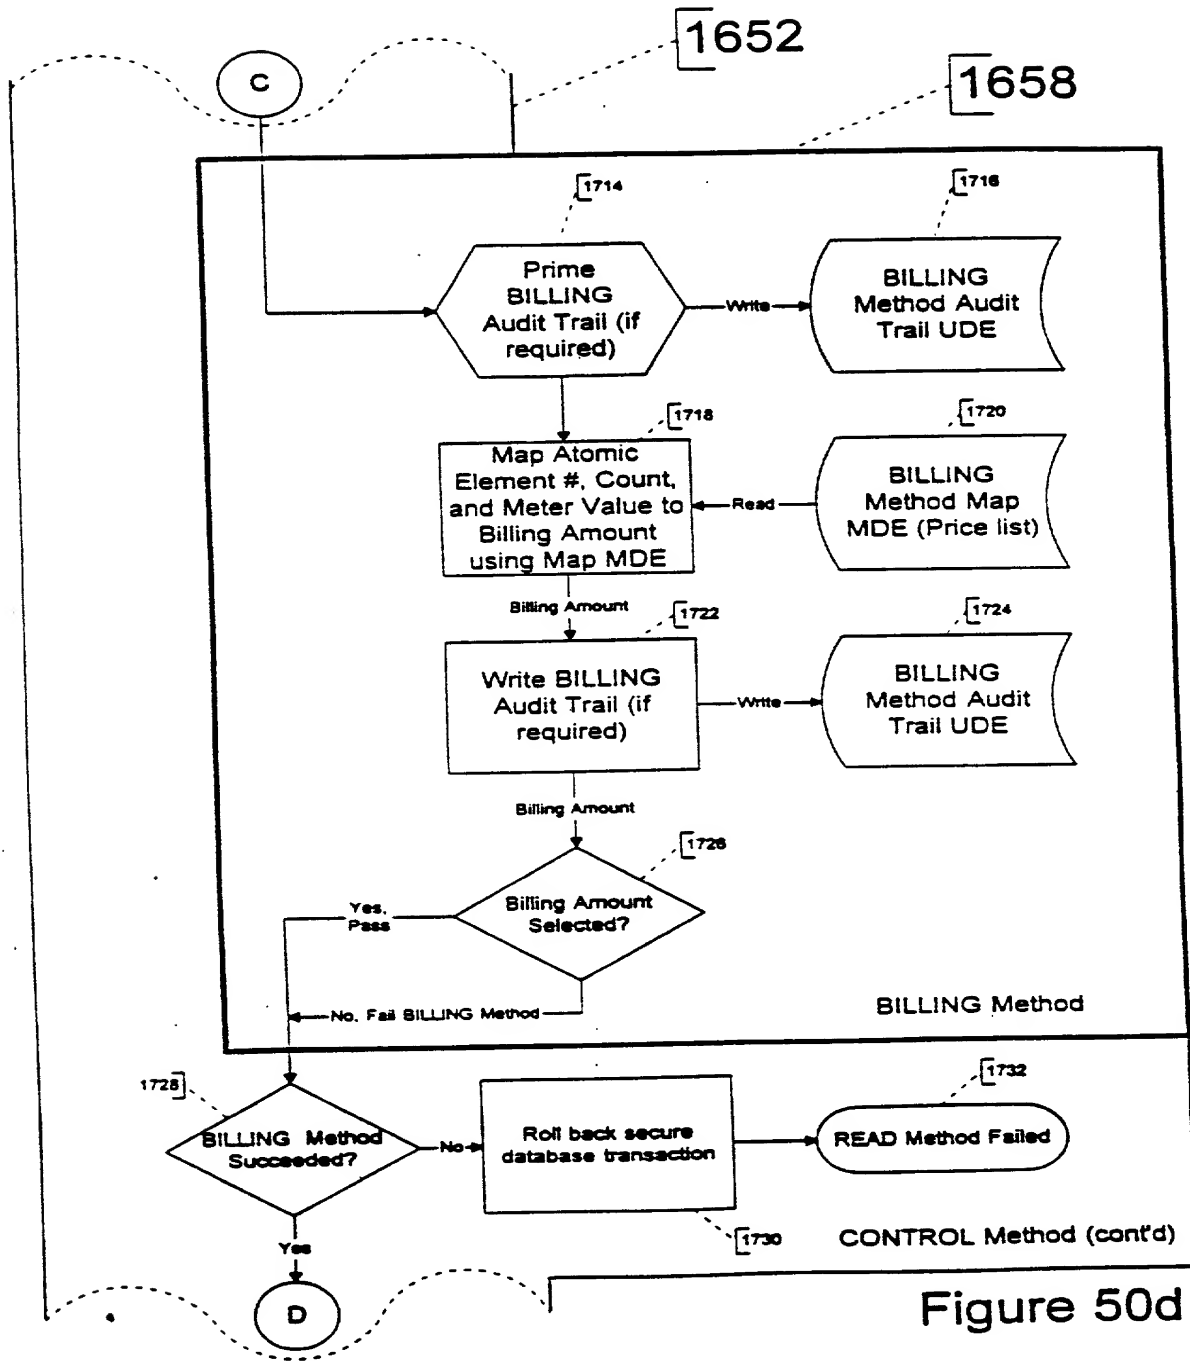 1652
C
1658
1714
1716
Prime
BILLING
Audit Trail (if
required)
Write
BILLING
Method Audit
Trail UDE
1718
1720
Map Atomic
Element #, Count,
and Meter Value to
Billing Amount
using Map MDE
Read
BILLING
Method Map
MDE (Price list)
Billing Amount
1722
1724
Write BILLING
Audit Trail (if
required)
Write
BILLING
Method Audit
Trail UDE
Billing Amount
1726
Billing Amount
Selected?
Yes,
Pass
No, Fail BILLING Method
BILLING Method
1728
1732
BILLING Method
Succeeded?
No
Roll back secure
database transaction
READ Method Failed
1730
CONTROL Method (cont'd)
Yes
D
Figure 50d